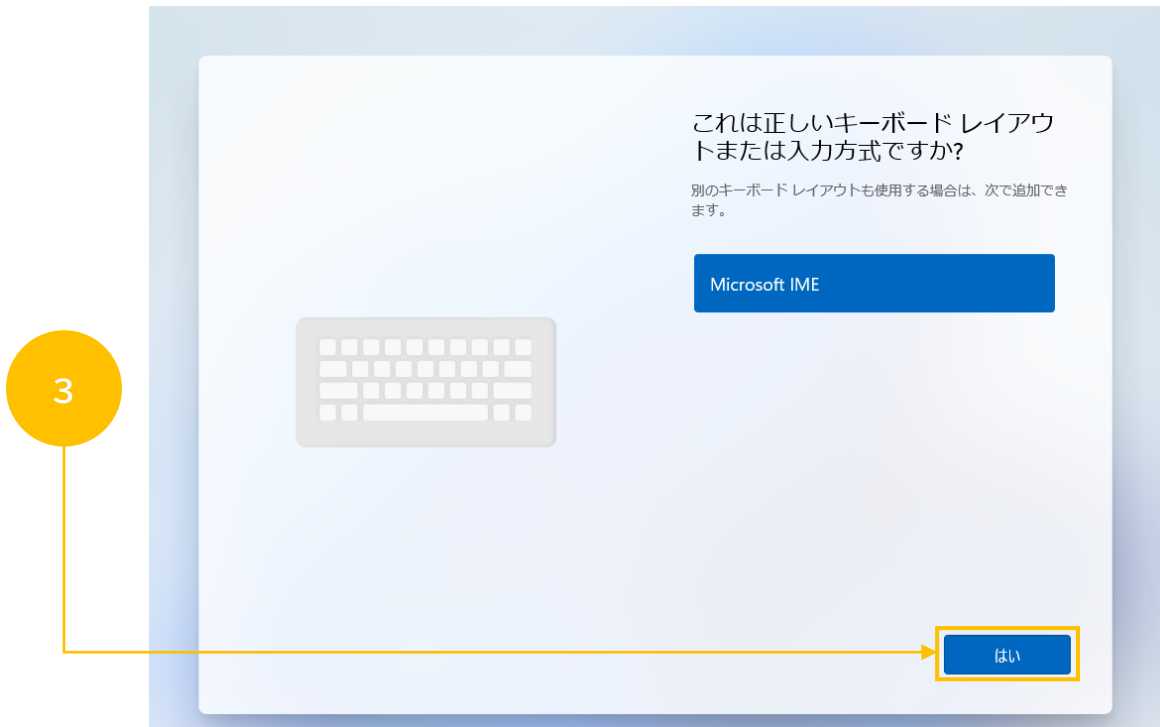 これは正しいキーボード レイアウ
トまたは入力方式ですか?
別のキーボード レイアウトも使用する場合は、次で追加でき
ます。
Microsoft IME
3
はい